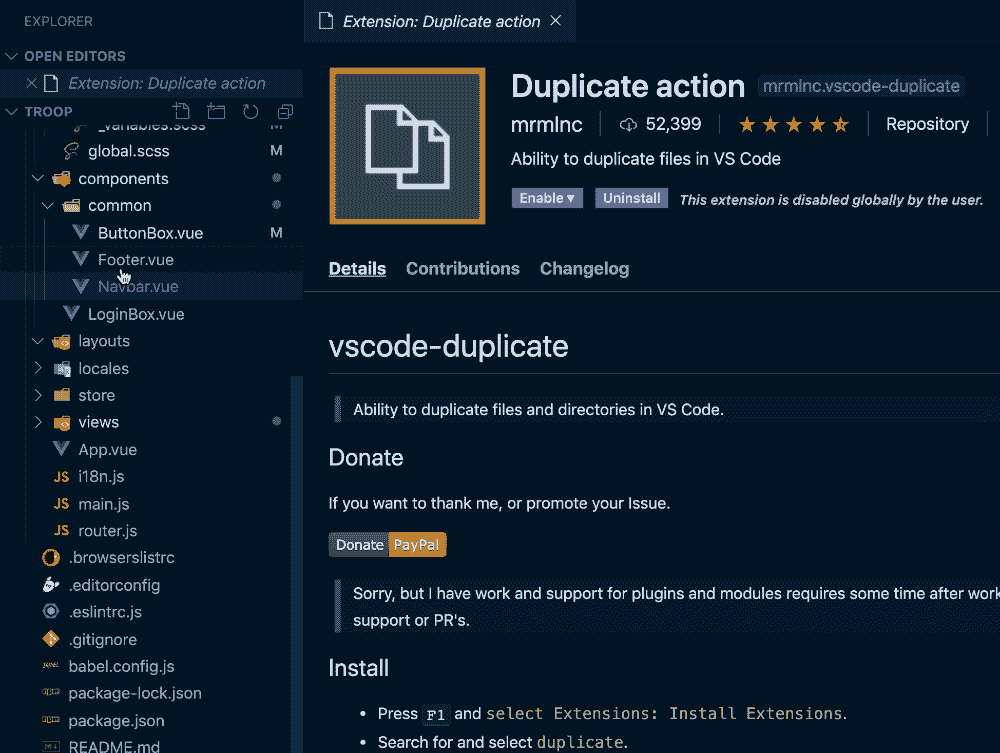 EXPLORER
OPEN EDITORS
Extension: Duplicate action
TROOP
_variables.scss M
global.scss M
components
common
ButtonBox.vue M
Footer.vue
Navbar.vue
LoginBox.vue
layouts
locales
store
views
App.vue
JS i18n.js
JS main.js
JS router.js
.browserslistrc
.editorconfig
.eslintrc.js
.gitignore
babel.config.js
package-lock.json
package.json
README.md
Extension: Duplicate action
Duplicate action mrmlnc.vscode-duplicate
mrmlnc 52,399 Repository
Ability to duplicate files in VS Code
Enable Uninstall This extension is disabled globally by the user.
Details Contributions Changelog
vscode-duplicate
Ability to duplicate files and directories in VS Code.
Donate
If you want to thank me, or promote your Issue.
Donate PayPal
Sorry, but I have work and support for plugins and modules requires some time after work
support or PR's.
Install
• Press F1 and select Extensions: Install Extensions.
• Search for and select duplicate.